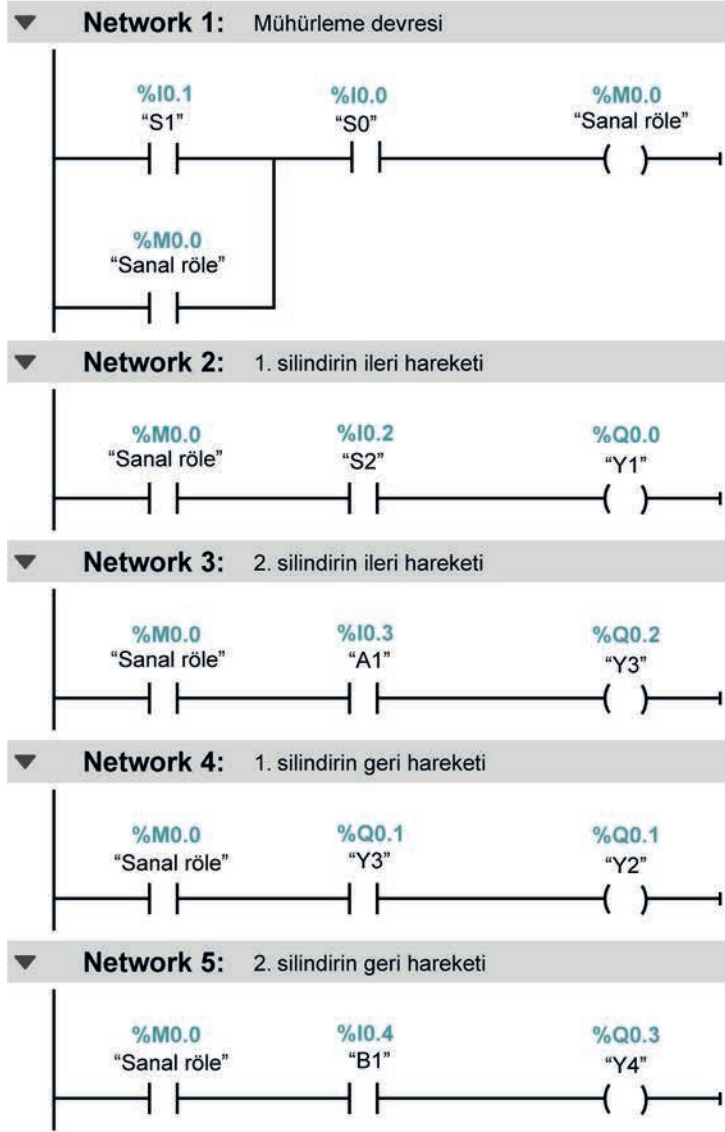 Network 1: Mühürleme devresi
%I0.1 %I0.0 %M0.0
“S1” “S0” “Sanal röle”
%M0.0
“Sanal röle”
Network 2: 1. silindirin ileri hareketi
%M0.0 %I0.2 %Q0.0
“Sanal röle” “S2” “Y1”
Network 3: 2. silindirin ileri hareketi
%M0.0 %I0.3 %Q0.2
“Sanal röle” “A1” “Y3”
Network 4: 1. silindirin geri hareketi
%M0.0 %Q0.1 %Q0.1
“Sanal röle” “Y3” “Y2”
Network 5: 2. silindirin geri hareketi
%M0.0 %I0.4 %Q0.3
“Sanal röle” “B1” “Y4”